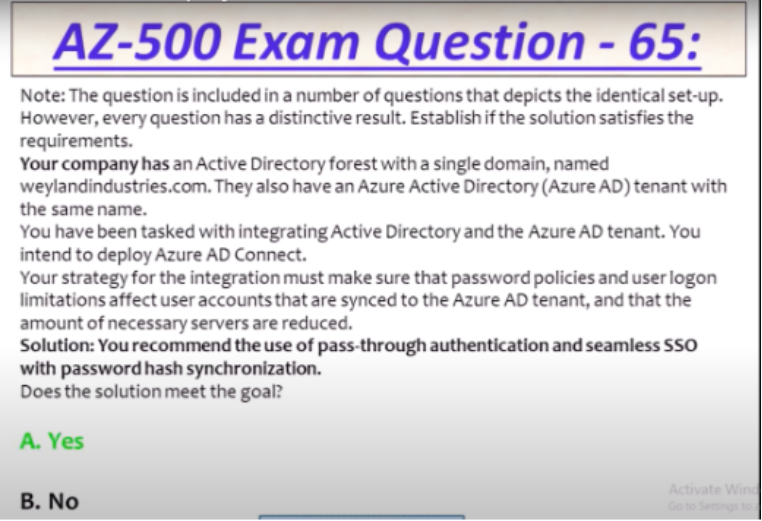 AZ-500 Exam Question - 65:
Note: The question is included in a number of questions that depicts the identical set-up.
However, every question has a distinctive result. Establish if the solution satisfies the
requirements.
Your company has an Active Directory forest with a single domain, named
weylandindustries.com. They also have an Azure Active Directory (Azure AD) tenant with
the same name.
You have been tasked with integrating Active Directory and the Azure AD tenant. You
intend to deploy Azure AD Connect.
Your strategy for the integration must make sure that password policies and user logon
limitations affect user accounts that are synced to the Azure AD tenant, and that the
amount of necessary servers are reduced.
Solution: You recommend the use of pass-through authentication and seamless SSO
with password hash synchronization.
Does the solution meet the goal?
A. Yes
Activate Wind
Go to Settings to
B. No